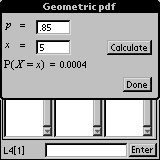 Geometric pdf
p = .85
x = 5
Calculate
P(X = x) = 0.0004
Done
L4[1]
Enter